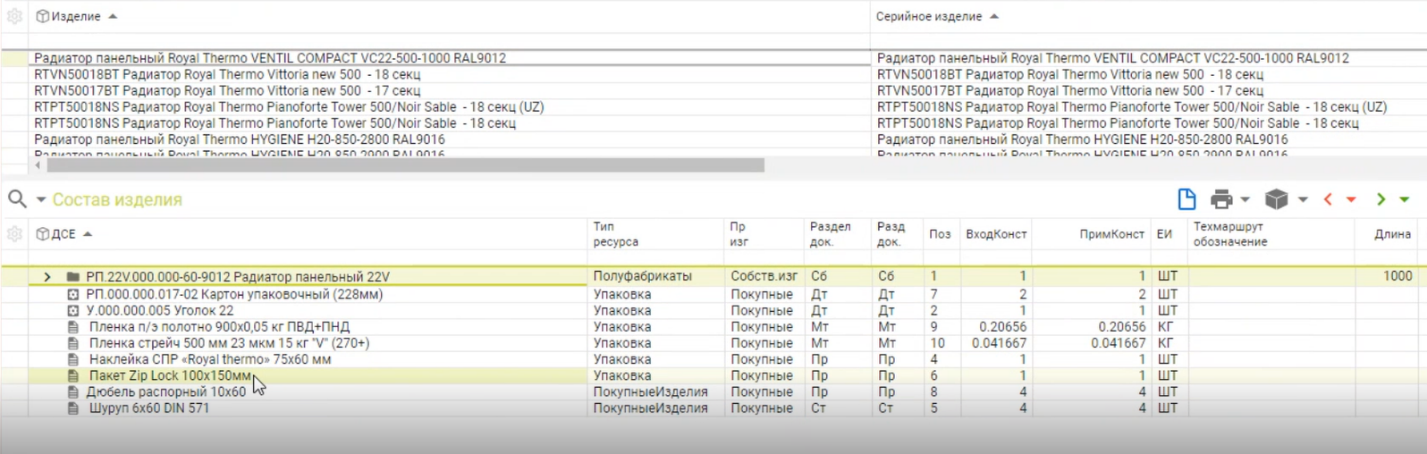 Изделие Серийное изделие
Радиатор панельный Royal Thermo VENTIL COMPACT VC22-500-1000 RAL9012 Радиатор панельный Royal Thermo VENTIL COMPACT VC22-500-1000 RAL9012
RTVN50018BT Радиатор Royal Thermo Vittoria new 500 - 18 секц RTVN50018BT Радиатор Royal Thermo Vittoria new 500 - 18 секц
RTVN50017BT Радиатор Royal Thermo Vittoria new 500 - 17 секц RTVN50017BT Радиатор Royal Thermo Vittoria new 500 - 17 секц
RTPT50018NS Радиатор Royal Thermo Pianoforte Tower 500/Noir Sable - 18 секц (UZ) RTPT50018NS Радиатор Royal Thermo Pianoforte Tower 500/Noir Sable - 18 секц (UZ)
RTPT50018NS Радиатор Royal Thermo Pianoforte Tower 500/Noir Sable - 18 секц RTPT50018NS Радиатор Royal Thermo Pianoforte Tower 500/Noir Sable - 18 секц
Радиатор панельный Royal Thermo HYGIENE H20-850-2800 RAL9016 Радиатор панельный Royal Thermo HYGIENE H20-850-2800 RAL9016
Радиатор панельный Royal Thermo HYGIENE H20-850-2900 RAL9016 Радиатор панельный Royal Thermo HYGIENE H20-850-2900 RAL9016
Состав изделия
ДСЕ Тип ресурса Пр изг Раздел док. Разд док. Поз ВходКонст ПримКонст ЕИ Техмаршрут обозначение Длина
РП.22V.000.000-60-9012 Радиатор панельный 22V Полуфабрикаты Собств.изг Сб Сб 1 1 1 ШТ 1000
РП.000.000.017-02 Картон упаковочный (228мм) Упаковка Покупные Дт Дт 7 2 2 ШТ
У.000.000.005 Уголок 22 Упаковка Покупные Дт Дт 2 1 1 ШТ
Пленка п/э полотно 900х0,05 кг ПВД+ПНД Упаковка Покупные Мт Мт 9 0.20656 0.20656 КГ
Пленка стрейч 500 мм 23 мкм 15 кг "V" (270+) Упаковка Покупные Мт Мт 10 0.041667 0.041667 КГ
Наклейка СПР «Royal thermo» 75х60 мм Упаковка Покупные Пр Пр 4 1 1 ШТ
Пакет Zip Lock 100х150мм Упаковка Покупные Пр Пр 6 1 1 ШТ
Дюбель распорный 10х60 ПокупныеИзделия Покупные Пр Пр 8 4 4 ШТ
Шуруп 6х60 DIN 571 ПокупныеИзделия Покупные Ст Ст 5 4 4 ШТ